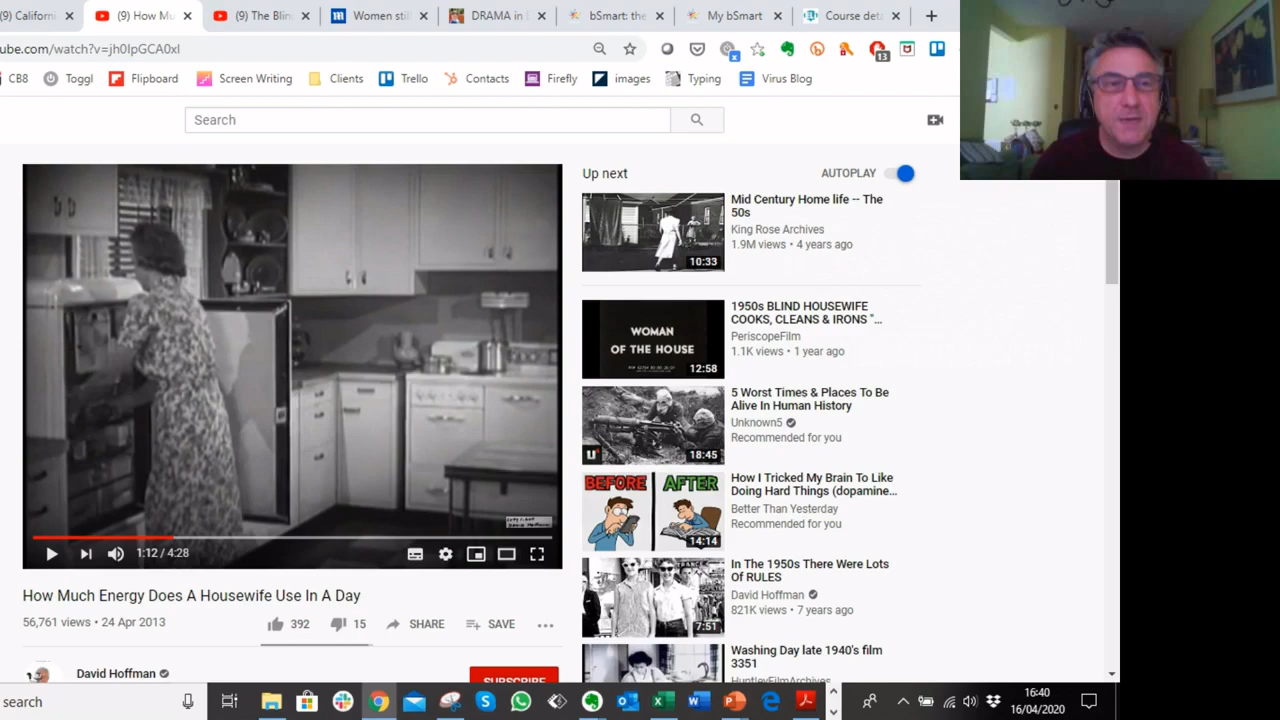 (9) Californi
(9) How Mu
(9) The Blin
Women stil
DRAMA in l
bSmart: the
My bSmart
Course deta
ube.com/watch?v=jh0IpGCA0xI
x
13
CB8
Toggl
Flipboard
Screen Writing
Clients
Trello
Contacts
Firefly
images
Typing
Virus Blog
Search
Up next
AUTOPLAY
Mid Century Home life -- The
50s
King Rose Archives
1.9M views • 4 years ago
10:33
1950s BLIND HOUSEWIFE
COOKS, CLEANS & IRONS "...
PeriscopeFilm
1.1K views • 1 year ago
WOMAN
OF THE HOUSE
12:58
5 Worst Times & Places To Be
Alive In Human History
Unknown5
Recommended for you
18:45
How I Tricked My Brain To Like
Doing Hard Things (dopamine...
Better Than Yesterday
Recommended for you
BEFORE
AFTER
14:14
In The 1950s There Were Lots
Of RULES
David Hoffman
821K views • 7 years ago
7:51
Washing Day late 1940's film
3351
HuntleyFilmArchives
1:12 / 4:28
How Much Energy Does A Housewife Use In A Day
56,761 views • 24 Apr 2013
392
15
SHARE
SAVE
David Hoffman
SUBSCRIBE
search
16:40
16/04/2020